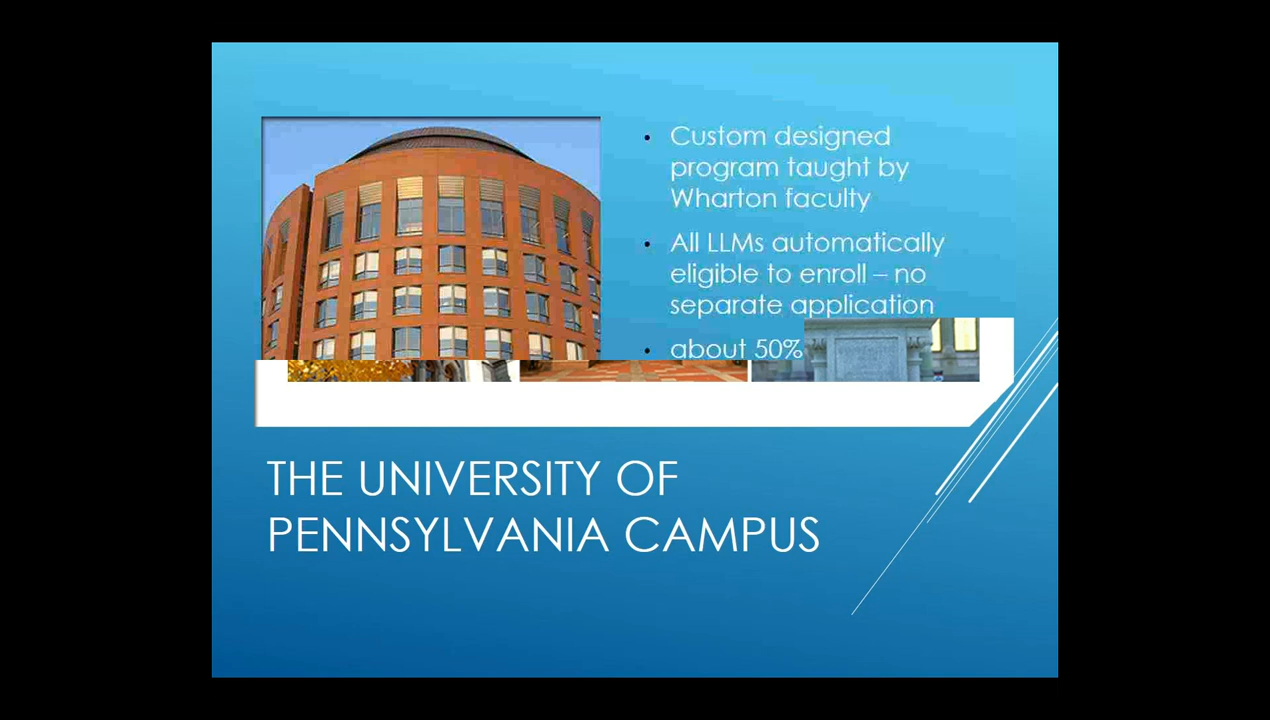 • Custom designed
program taught by
Wharton faculty
• All LLMs automatically
eligible to enroll – no
separate application
• about 50%
THE UNIVERSITY OF
PENNSYLVANIA CAMPUS